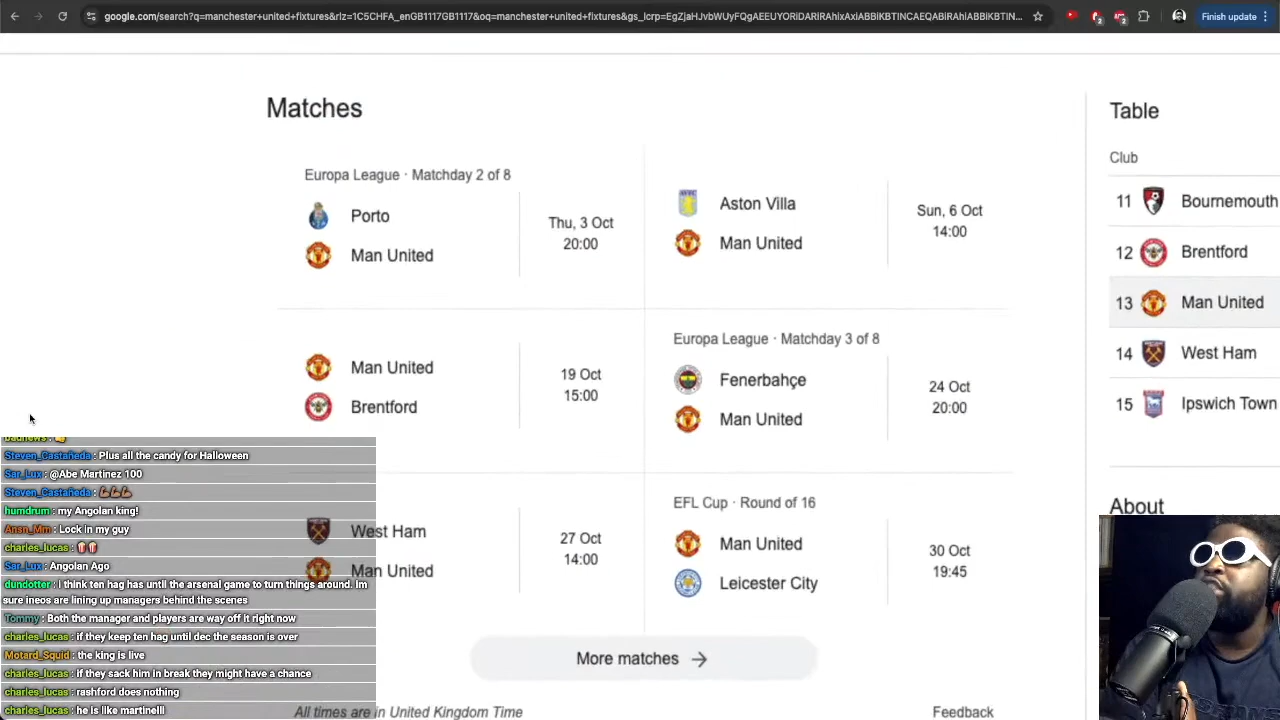 google.com/search?q=manchester+united+fixtures&rlz=1C5CHFA_enGB1117GB1117&oq=manchester+united+fixtures&gs_lcrp=EgZjaHJvbWUyFQgAEEUYORiDARiRAhixAxiABBiKBTINCAEQABiRAhiABBiKBTIN...
Finish update
Matches
Europa League · Matchday 2 of 8
Porto
Man United
Thu, 3 Oct
20:00
Aston Villa
Man United
Sun, 6 Oct
14:00
Man United
Brentford
19 Oct
15:00
Europa League · Matchday 3 of 8
Fenerbahçe
Man United
24 Oct
20:00
West Ham
Man United
27 Oct
14:00
EFL Cup · Round of 16
Man United
Leicester City
30 Oct
19:45
More matches
All times are in United Kingdom Time
Feedback
Table
Club
11 Bournemouth
12 Brentford
13 Man United
14 West Ham
15 Ipswich Town
About
badnews :
Steven_Castañeda : Plus all the candy for Halloween
Sar_Lux : @Abe Martinez 100
Steven_Castañeda :
humdrum : my Angolan king!
Ansn_Mm : Lock in my guy
charles_lucas :
Sar_Lux : Angolan Ago
dundotter : i think ten hag has until the arsenal game to turn things around. Im
sure ineos are lining up managers behind the scenes
Tommy : Both the manager and players are way off it right now
charles_lucas : if they keep ten hag until dec the season is over
Motard_Squid : the king is live
charles_lucas : if they sack him in break they might have a chance
charles_lucas : rashford does nothing
charles_lucas : he is like martinelli